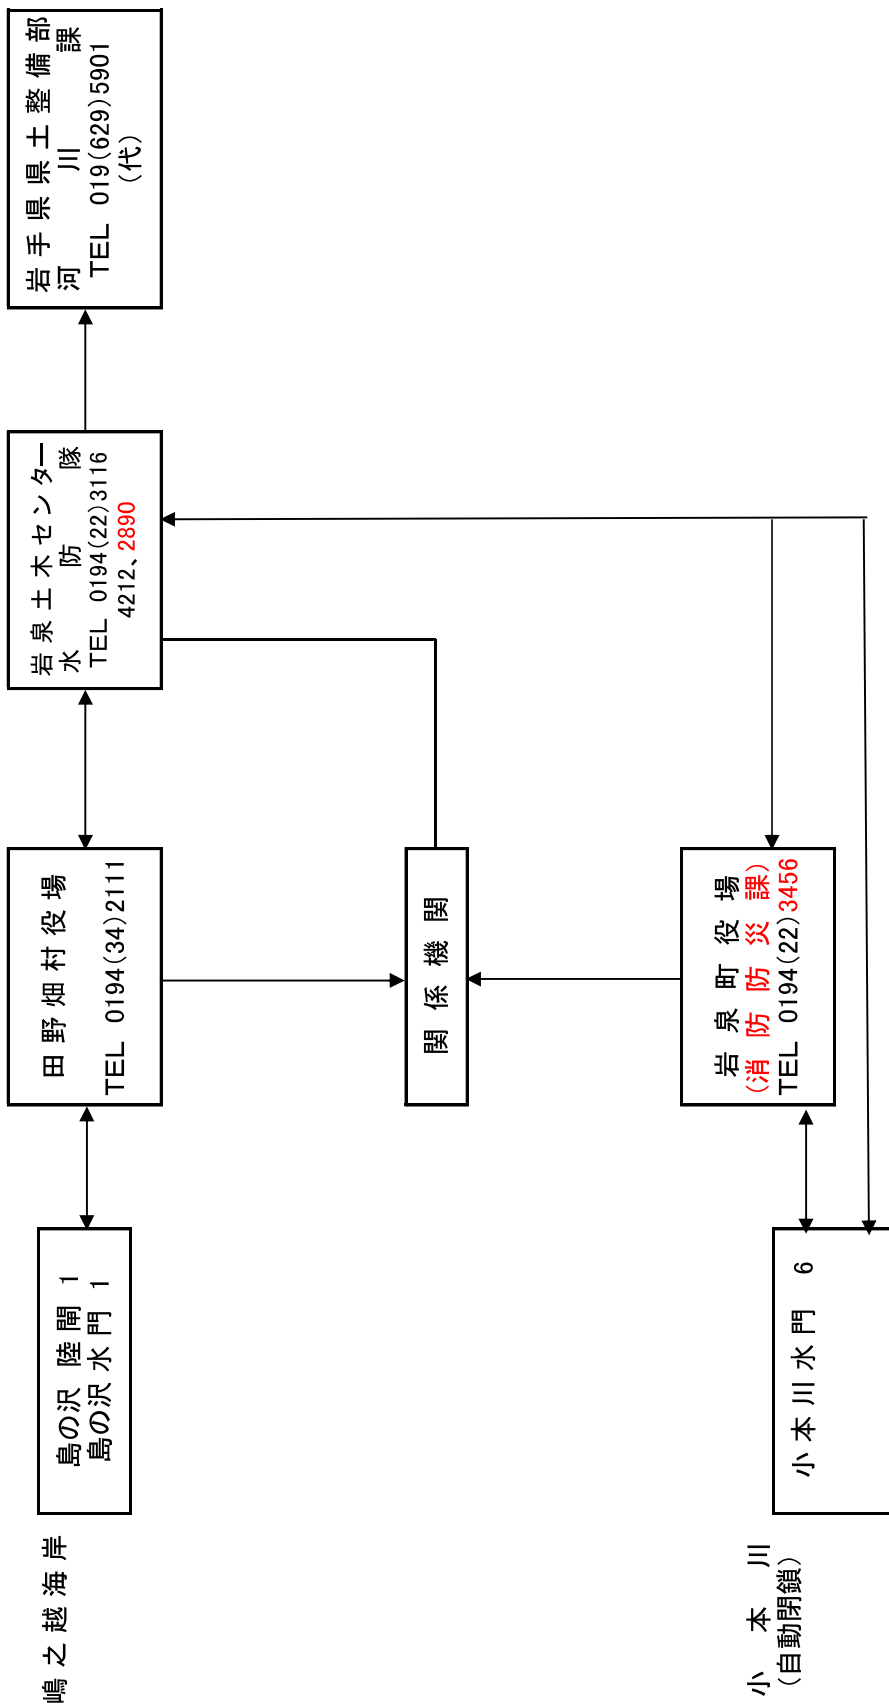 嶋之越海岸
島の沢 陸閘 1
島の沢水門 1
田野畑村役場
TEL 0194(34)2111
岩泉土木センター
水防隊
TEL 0194(22)3116
4212、2890
岩手県県土整備部
河川課
TEL 019(629)5901
(代)
関係機関
小本川
(自動閉鎖)
小本川水門 6
岩泉町役場
(消防防災課)
TEL 0194(22)3456